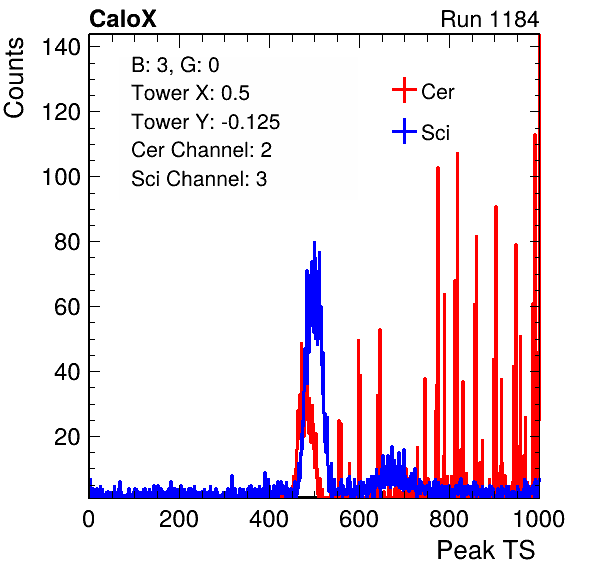 CaloX Run 1184
Counts
B: 3, G: 0
Tower X: 0.5
Tower Y: -0.125
Cer Channel: 2
Sci Channel: 3
Cer
Sci
140
120
100
80
60
40
20
0 200 400 600 800 1000
Peak TS